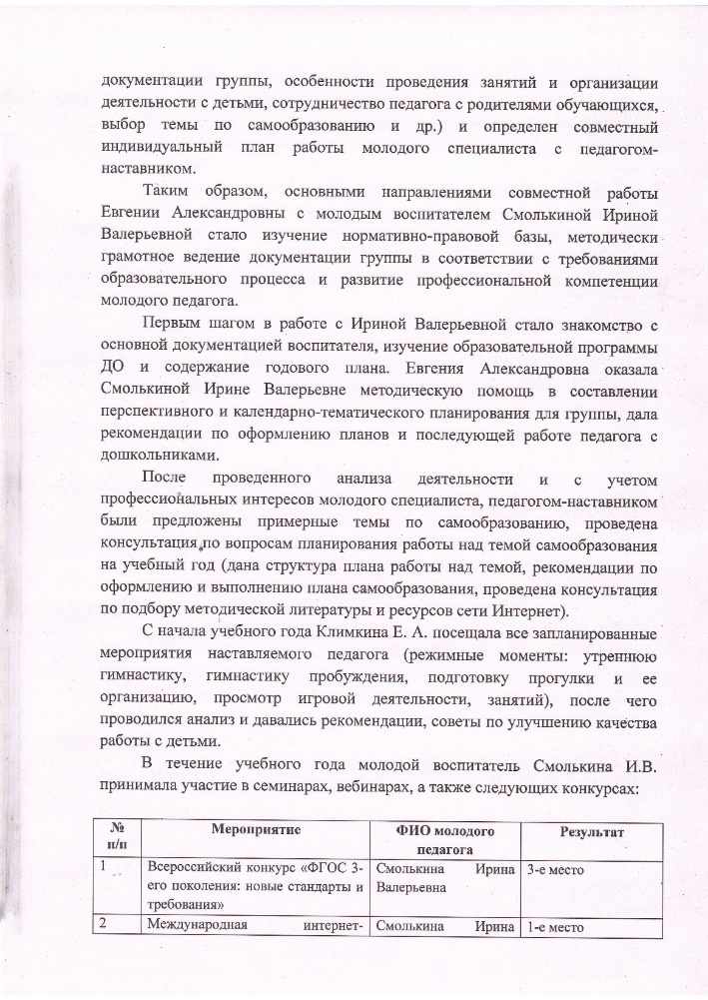 документации группы, особенности проведения занятий и организации
деятельности с детьми, сотрудничество педагога с родителями обучающихся,
выбор темы по самообразованию и др.) и определен совместный
индивидуальный план работы молодого специалиста с педагогом-
наставником.
Таким образом, основными направлениями совместной работы
Евгении Александровны с молодым воспитателем Смолькиной Ириной
Валерьевной стало изучение нормативно-правовой базы, методически
грамотное ведение документации группы в соответствии с требованиями
образовательного процесса и развитие профессиональной компетенции
молодого педагога.
Первым шагом в работе с Ириной Валерьевной стало знакомство с
основной документацией воспитателя, изучение образовательной программы
ДО и содержание годового плана. Евгения Александровна оказала
Смолькиной Ирине Валерьевне методическую помощь в составлении
перспективного и календарно-тематического планирования для группы, дала
рекомендации по оформлению планов и последующей работе педагога с
дошкольниками.
После проведенного анализа деятельности и с учетом
профессиональных интересов молодого специалиста, педагогом-наставником
были предложены примерные темы по самообразованию, проведена
консультация по вопросам планирования работы над темой самообразования
на учебный год (дана структура плана работы над темой, рекомендации по
оформлению и выполнению плана самообразования, проведена консультация
по подбору методической литературы и ресурсов сети Интернет).
С начала учебного года Климкина Е. А. посещала все запланированные
мероприятия наставляемого педагога (режимные моменты: утреннюю
гимнастику, гимнастику пробуждения, подготовку прогулки и ее
организацию, просмотр игровой деятельности, занятий), после чего
проводился анализ и давались рекомендации, советы по улучшению качества
работы с детьми.
В течение учебного года молодой воспитатель Смолькина И.В.
принимала участие в семинарах, вебинарах, а также следующих конкурсах:
№ Мероприятие ФИО молодого Результат
п/п педагога
1 Всероссийский конкурс «ФГОС 3- Смолькина Ирина 3-е место
его поколения: новые стандарты и Валерьевна
требования»
2 Международная интернет- Смолькина Ирина 1-е место